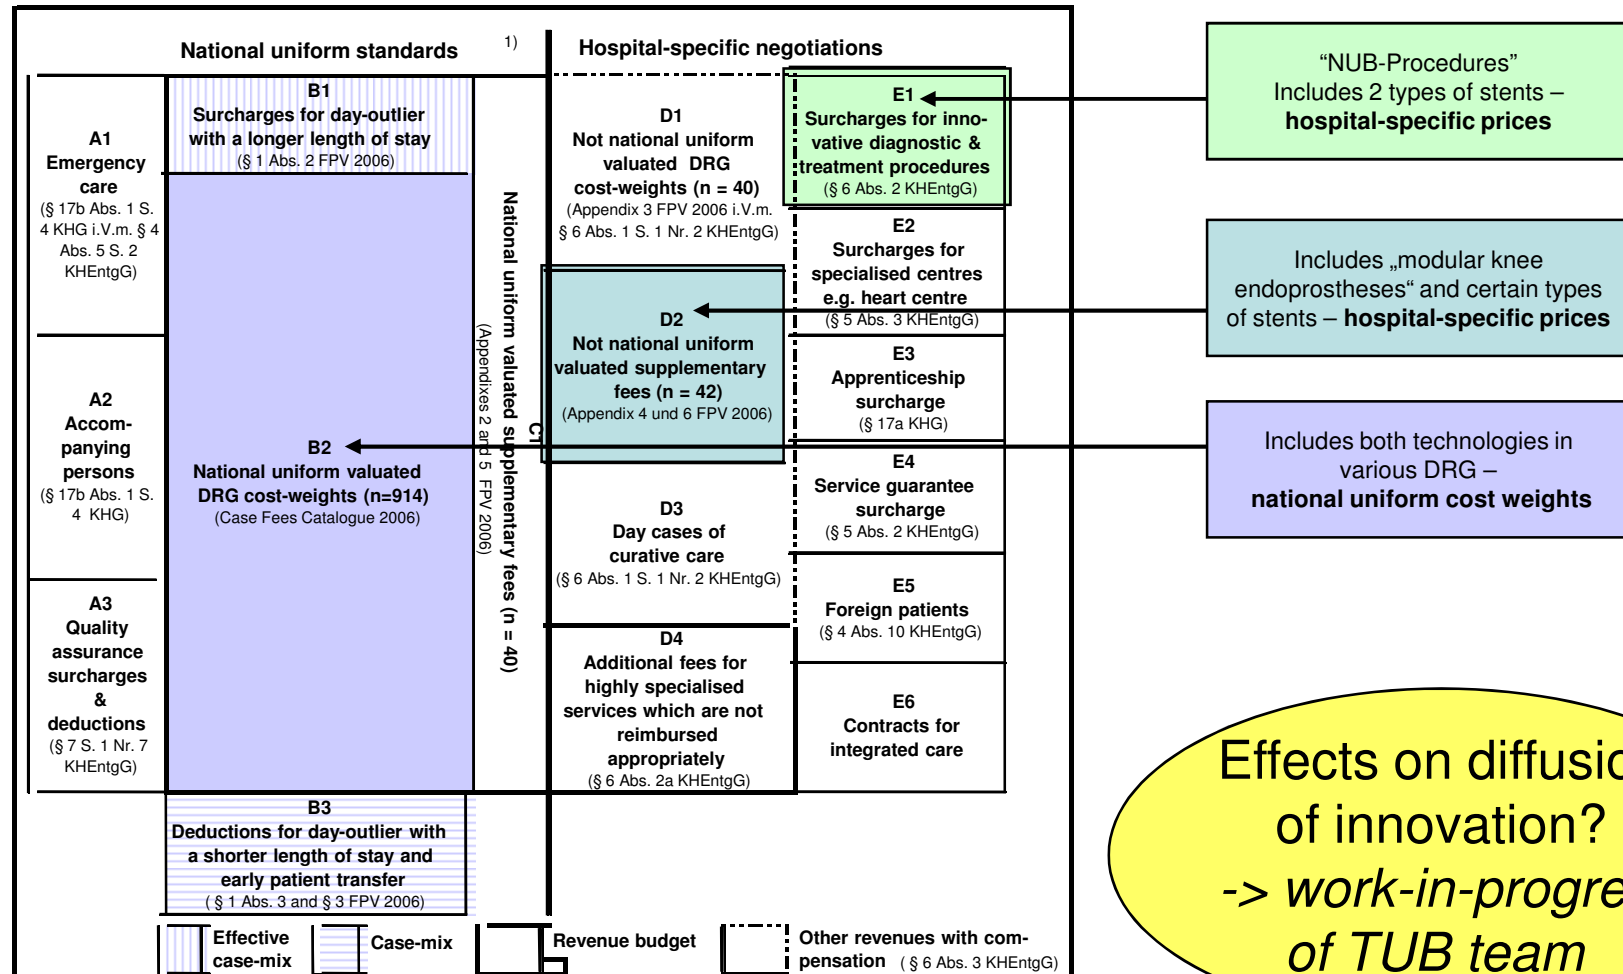 National uniform standards
1)
Hospital-specific negotiations
A1
Emergency
care
(§ 17b Abs. 1 S.
4 KHG i.V.m. § 4
Abs. 5 S. 2
KHEntgG)
A2
Accom-
panying
persons
(§ 17b Abs. 1 S.
4 KHG)
A3
Quality
assurance
surcharges
&
deductions
(§ 7 S. 1 Nr. 7
KHEntgG)
B1
Surcharges for day-outlier
with a longer length of stay
(§ 1 Abs. 2 FPV 2006)
B2
National uniform valuated
DRG cost-weights (n=914)
(Case Fees Catalogue 2006)
B3
Deductions for day-outlier with
a shorter length of stay and
early patient transfer
( § 1 Abs. 3 and § 3 FPV 2006)
C1
National uniform valuated supplementary fees (n = 40)
(Appendixes 2 and 5 FPV 2006)
D1
Not national uniform
valuated DRG
cost-weights (n = 40)
(Appendix 3 FPV 2006 i.V.m.
§ 6 Abs. 1 S. 1 Nr. 2 KHEntgG)
D2
Not national uniform
valuated supplementary
fees (n = 42)
(Appendix 4 und 6 FPV 2006)
D3
Day cases of
curative care
(§ 6 Abs. 1 S. 1 Nr. 2 KHEntgG)
D4
Additional fees for
highly specialised
services which are not
reimbursed
appropriately
(§ 6 Abs. 2a KHEntgG)
E1
Surcharges for inno-
vative diagnostic &
treatment procedures
(§ 6 Abs. 2 KHEntgG)
E2
Surcharges for
specialised centres
e.g. heart centre
(§ 5 Abs. 3 KHEntgG)
E3
Apprenticeship
surcharge
(§ 17a KHG)
E4
Service guarantee
surcharge
(§ 5 Abs. 2 KHEntgG)
E5
Foreign patients
(§ 4 Abs. 10 KHEntgG)
E6
Contracts for
integrated care
Effective
case-mix
Case-mix
Revenue budget
Other revenues with com-
pensation ( § 6 Abs. 3 KHEntgG)
“NUB-Procedures”
Includes 2 types of stents –
hospital-specific prices
Includes „modular knee
endoprostheses“ and certain types
of stents – hospital-specific prices
Includes both technologies in
various DRG –
national uniform cost weights
Effects on
of innovation?
->
of TUB team